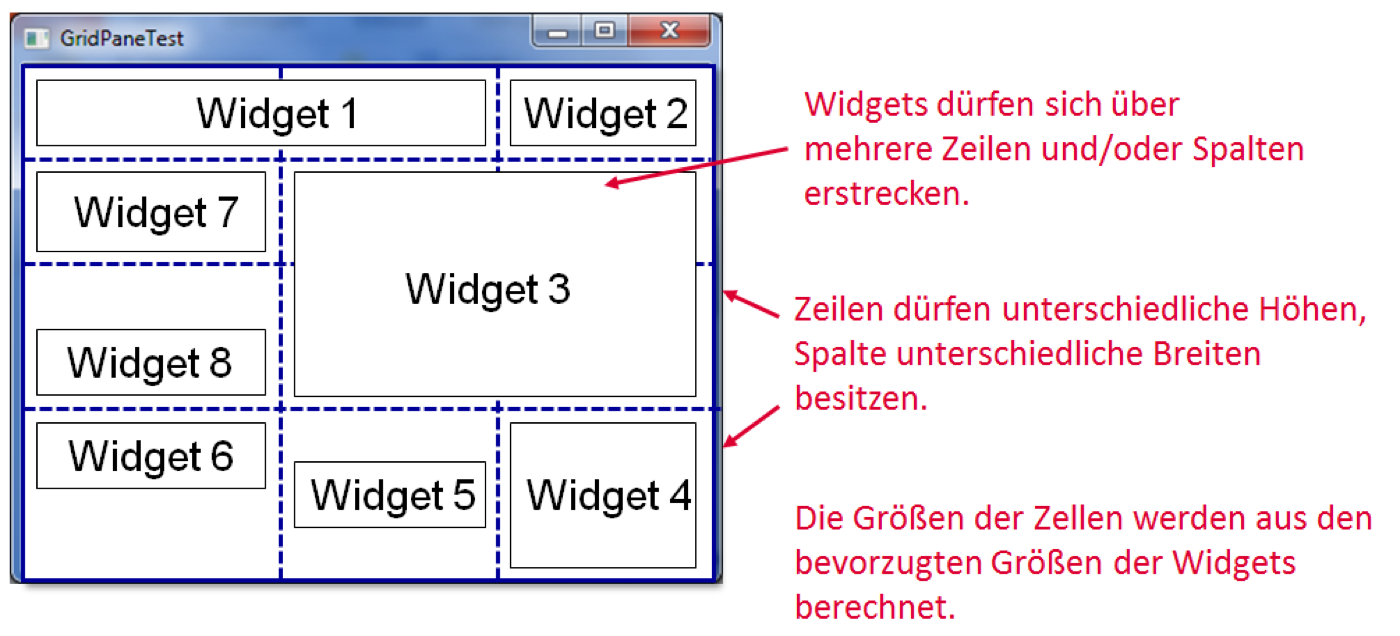 GridPaneTest
Widget 1
Widget 2
Widget 7
Widget 3
Widget 8
Widget 6
Widget 5
Widget 4
Widgets dürfen sich über
mehrere Zeilen und/oder Spalten
erstrecken.
Zeilen dürfen unterschiedliche Höhen,
Spalte unterschiedliche Breiten
besitzen.
Die Größen der Zellen werden aus den
bevorzugten Größen der Widgets
berechnet.